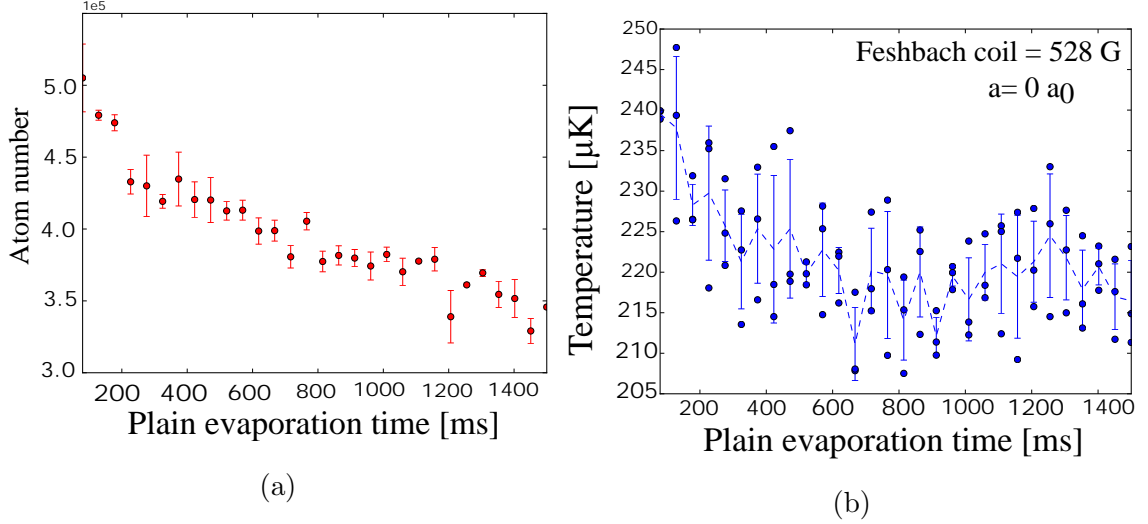 1e5
Atom number
5.0
4.5
4.0
3.5
3.0
200 400 600 800 1000 1200 1400
Plain evaporation time [ms]
(a)
Feshbach coil = 528 G
a= 0 a0
Temperature [µK]
250
245
240
235
230
225
220
215
210
205
200 400 600 800 1000 1200 1400
Plain evaporation time [ms]
(b)